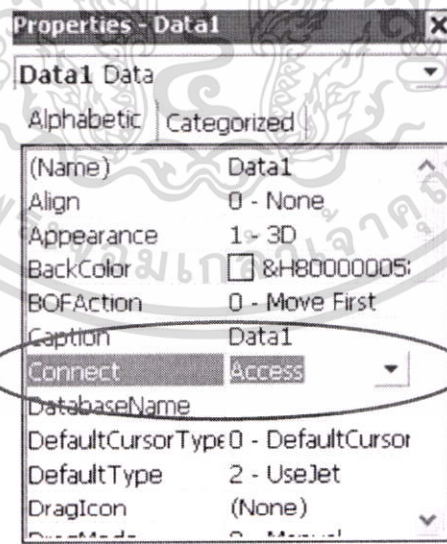 Properties - Data1
Data1 Data
Alphabetic Categorized
(Name) Data1
Align 0 - None
Appearance 1 - 3D
BackColor &H80000005&
BOFAction 0 - Move First
Caption Data1
Connect Access
DatabaseName
DefaultCursorType 0 - DefaultCursor
DefaultType 2 - UseJet
DragIcon (None)